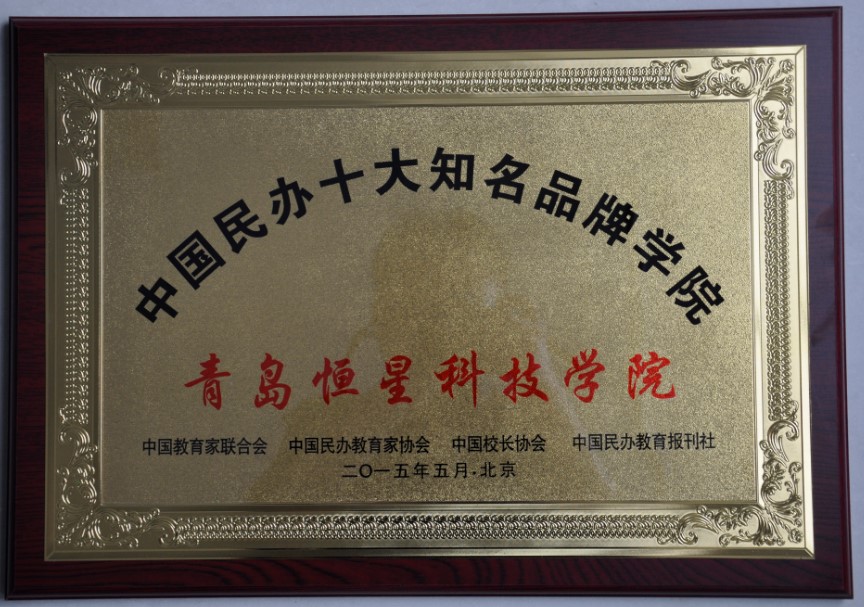 中国民办十大知名品牌学院
青岛恒星科技学院
中国教育家联合会 中国民办教育家协会 中国校长协会 中国民办教育报刊社
二〇一五年五月·北京